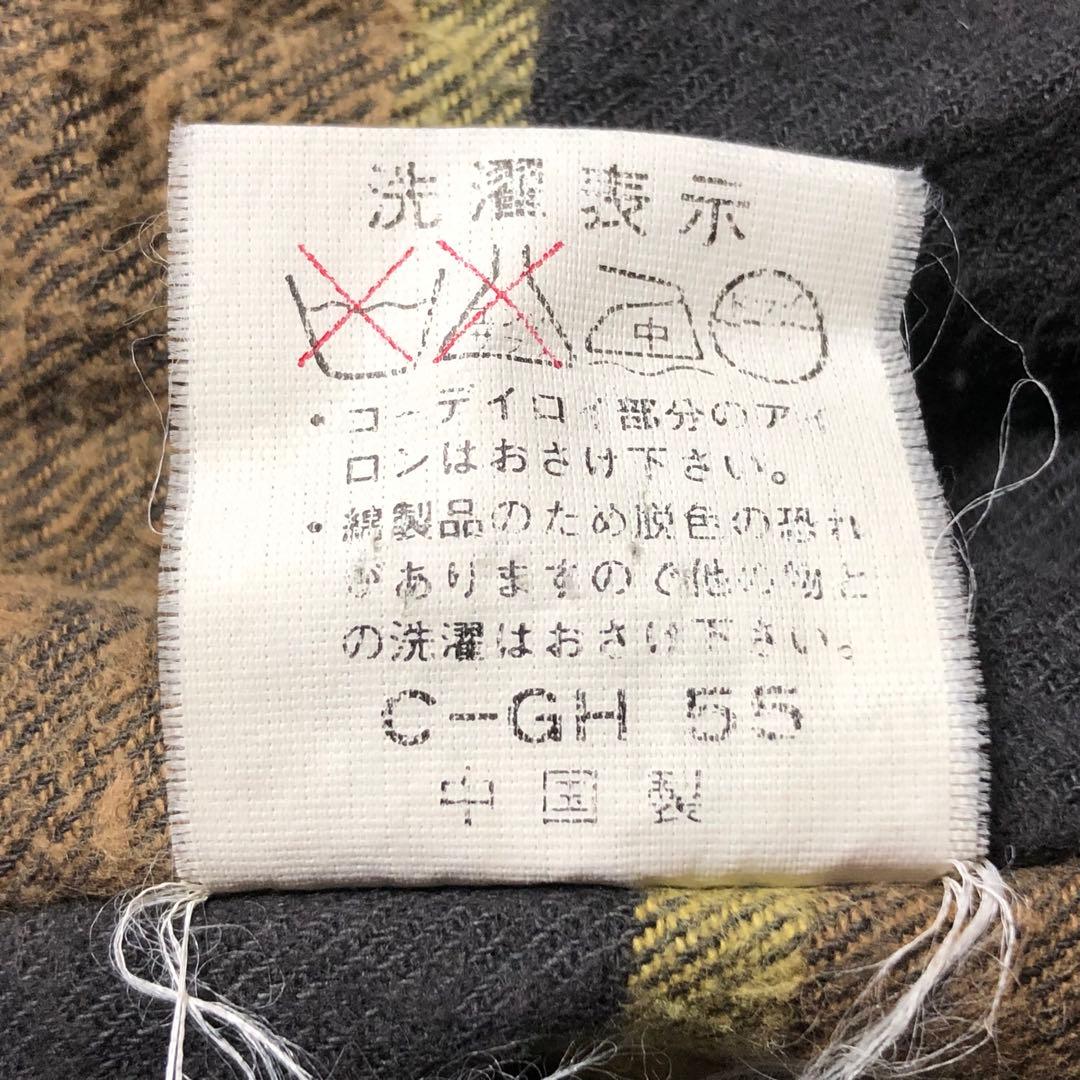 洗濯表示
中
・コーデイロイ部分のアイ
ロンはおさけ下さい。
・綿製品のため脱色の恐れ
がありますので他の物と
の洗濯はおさけ下さい。
C-GH 55
中国製